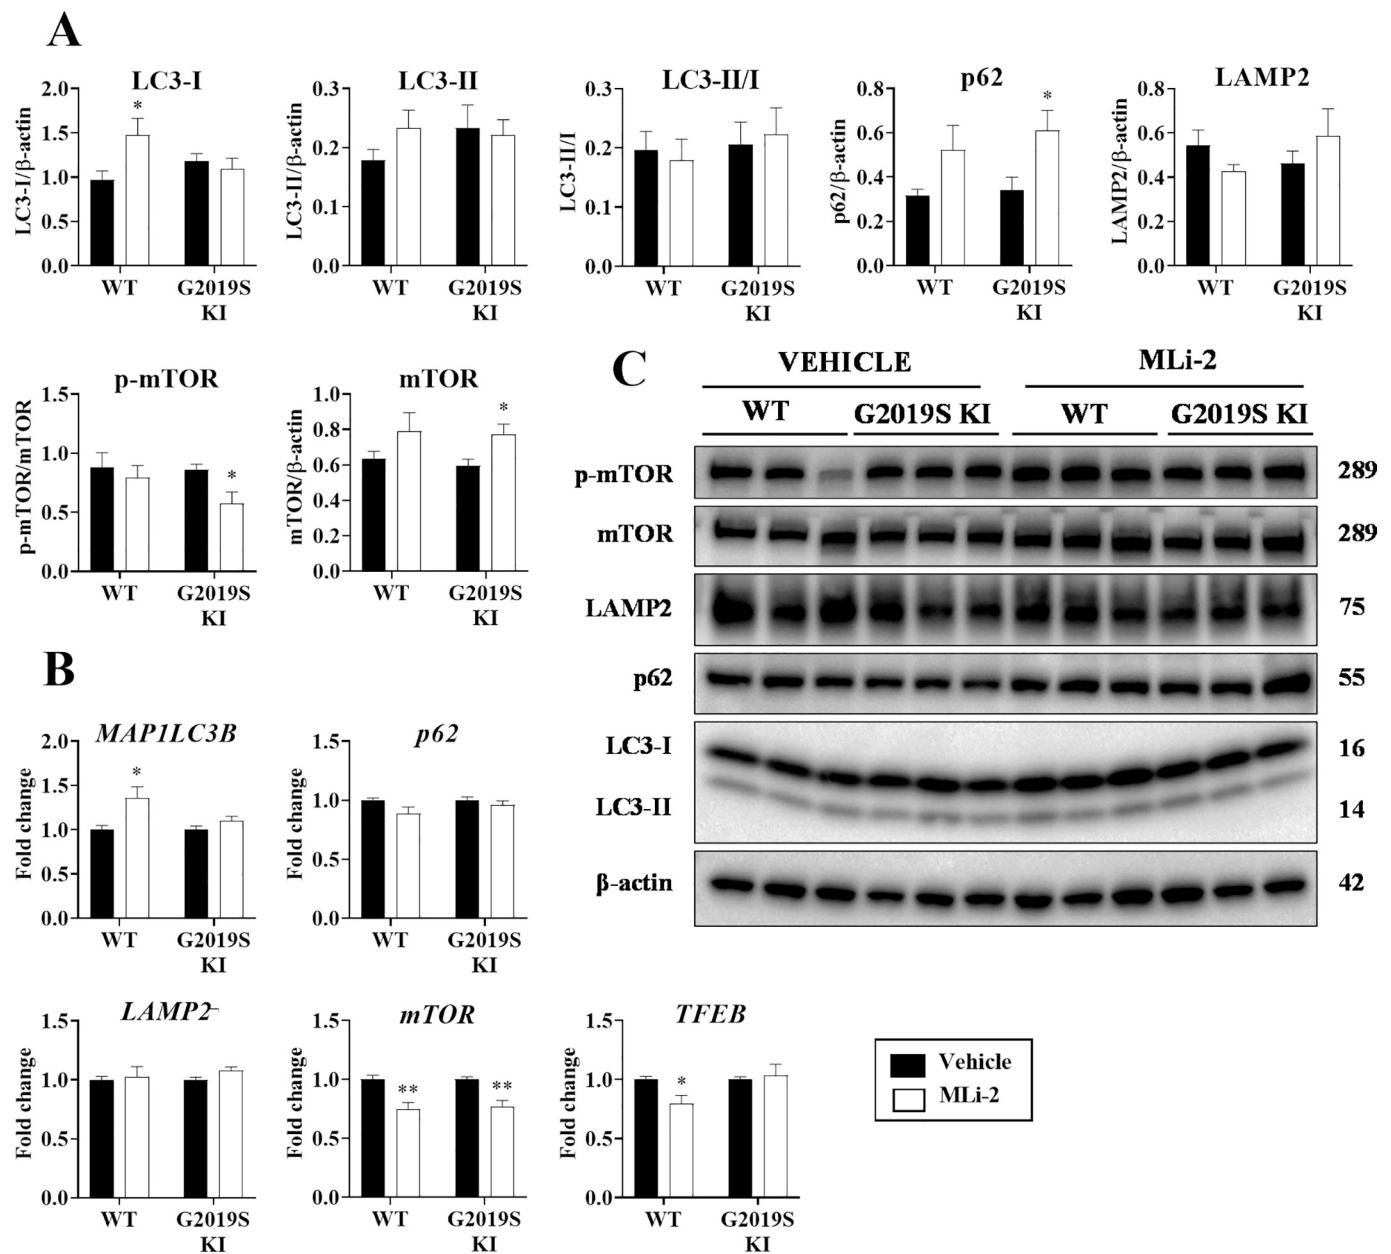 A
LC3-I
LC3-I/β-actin
2.0
1.5
1.0
0.5
0.0
*
WT
G2019S
KI
LC3-II
LC3-II/β-actin
0.3
0.2
0.1
0.0
WT
G2019S
KI
LC3-II/I
LC3-II/I
0.3
0.2
0.1
0.0
WT
G2019S
KI
p62
p62/β-actin
0.8
0.6
0.4
0.2
0.0
*
WT
G2019S
KI
LAMP2
LAMP2/β-actin
0.8
0.6
0.4
0.2
0.0
WT
G2019S
KI
p-mTOR
p-mTOR/mTOR
1.5
1.0
0.5
0.0
*
WT
G2019S
KI
mTOR
mTOR/β-actin
1.0
0.8
0.6
0.4
0.2
0.0
*
WT
G2019S
KI
B
MAP1LC3B
Fold change
2.0
1.5
1.0
0.5
0.0
*
WT
G2019S
KI
p62
Fold change
1.5
1.0
0.5
0.0
WT
G2019S
KI
LAMP2
Fold change
1.5
1.0
0.5
0.0
WT
G2019S
KI
mTOR
Fold change
1.5
1.0
0.5
0.0
**
**
WT
G2019S
KI
TFEB
Fold change
1.5
1.0
0.5
0.0
*
WT
G2019S
KI
Vehicle
MLi-2
C
VEHICLE MLi-2
WT G2019S KI WT G2019S KI
p-mTOR 289
mTOR 289
LAMP2 75
p62 55
LC3-I 16
LC3-II 14
β-actin 42